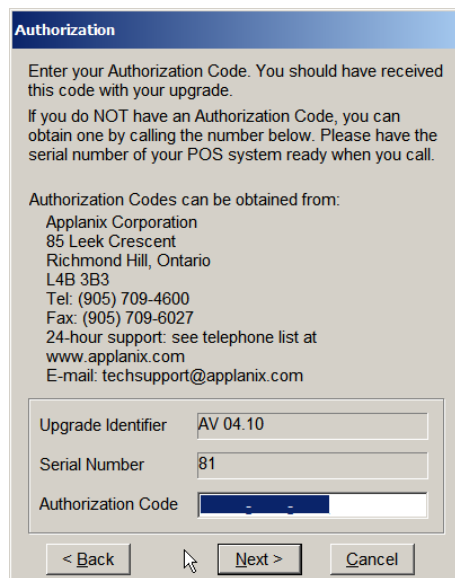 Authorization
Enter your Authorization Code. You should have received
this code with your upgrade.
If you do NOT have an Authorization Code, you can
obtain one by calling the number below. Please have the
serial number of your POS system ready when you call.
Authorization Codes can be obtained from:
Applanix Corporation
85 Leek Crescent
Richmond Hill, Ontario
L4B 3B3
Tel: (905) 709-4600
Fax: (905) 709-6027
24-hour support: see telephone list at
www.applanix.com
E-mail: techsupport@applanix.com
Upgrade Identifier AV 04.10
Serial Number 81
Authorization Code - -
< Back Next > Cancel